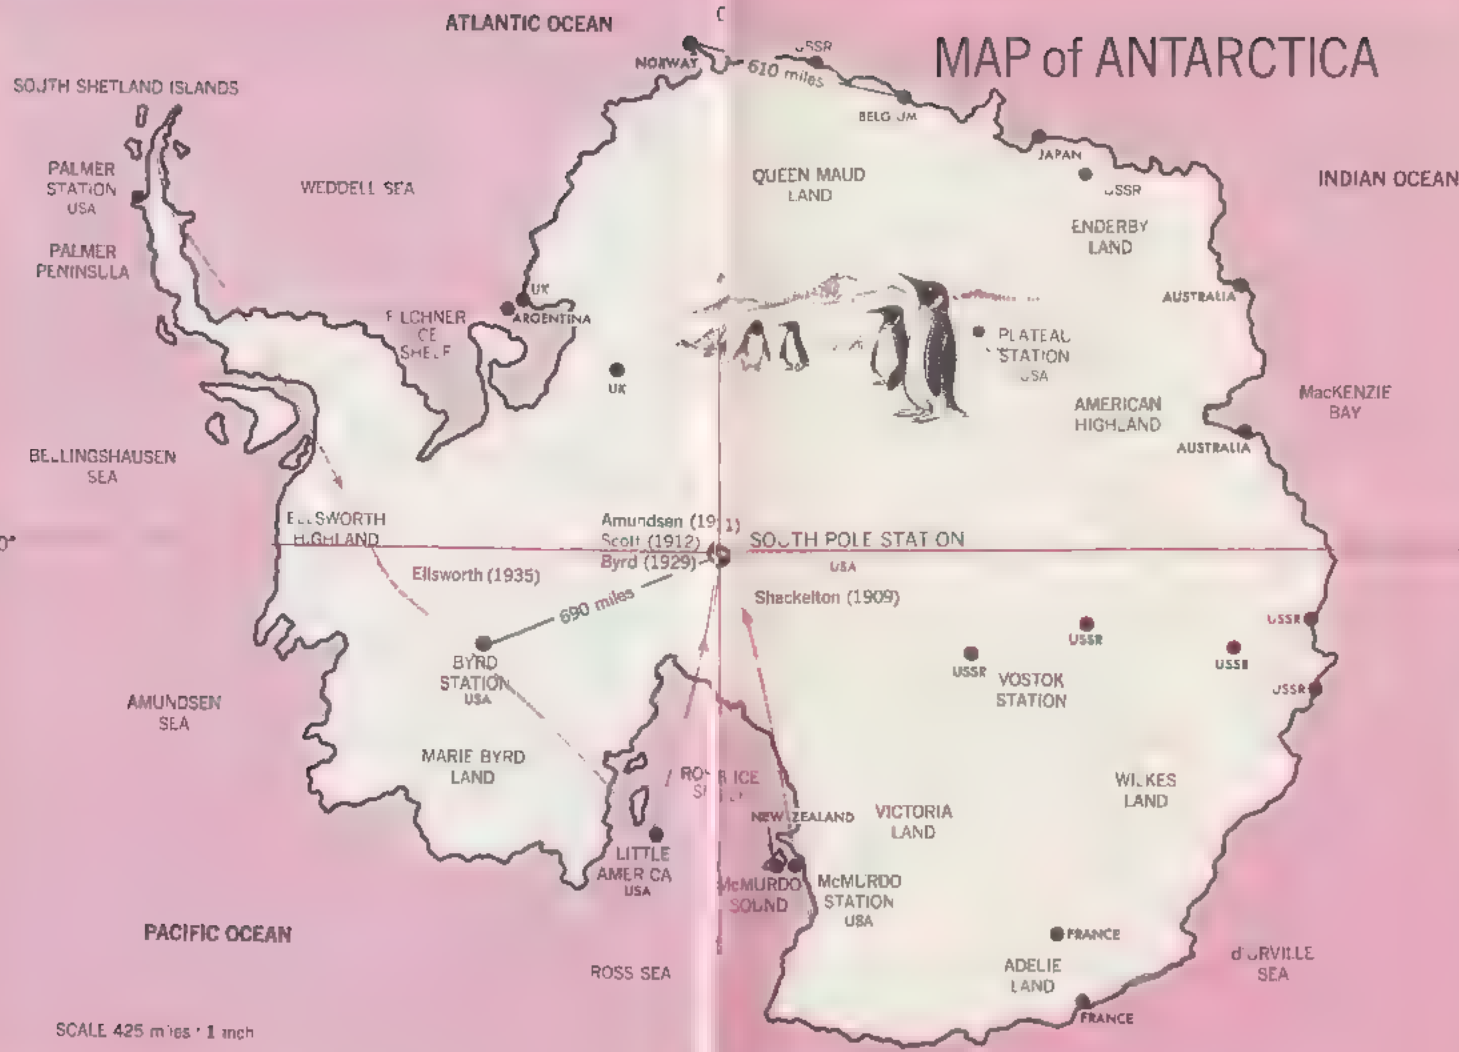 ATLANTIC OCEAN
MAP of ANTARCTICA
NORWAY
USSR
610 miles
BELGIUM
SOUTH SHETLAND ISLANDS
PALMER
STATION
USA
WEDDELL SEA
QUEEN MAUD
LAND
JAPAN
USSR
INDIAN OCEAN
ENDERBY
LAND
PALMER
PENINSULA
UK
ARGENTINA
FILCHNER
ICE
SHELF
AUSTRALIA
PLATEAU
STATION
USA
UK
AMERICAN
HIGHLAND
MacKENZIE
BAY
AUSTRALIA
BELLINGSHAUSEN
SEA
ELLSWORTH
HIGHLAND
Amundsen (1911)
Scott (1912)
Byrd (1929)
SOUTH POLE STATION
USA
Ellsworth (1935)
690 miles
Shackelton (1909)
USSR
USSR
USSR
USSR
USSR
VOSTOK
STATION
BYRD
STATION
USA
AMUNDSEN
SEA
MARIE BYRD
LAND
ROSS ICE
SHELF
WILKES
LAND
NEW ZEALAND
VICTORIA
LAND
LITTLE
AMERICA
USA
McMURDO
SOUND
McMURDO
STATION
USA
PACIFIC OCEAN
FRANCE
ROSS SEA
ADELIE
LAND
d'URVILLE
SEA
FRANCE
SCALE 425 miles : 1 inch